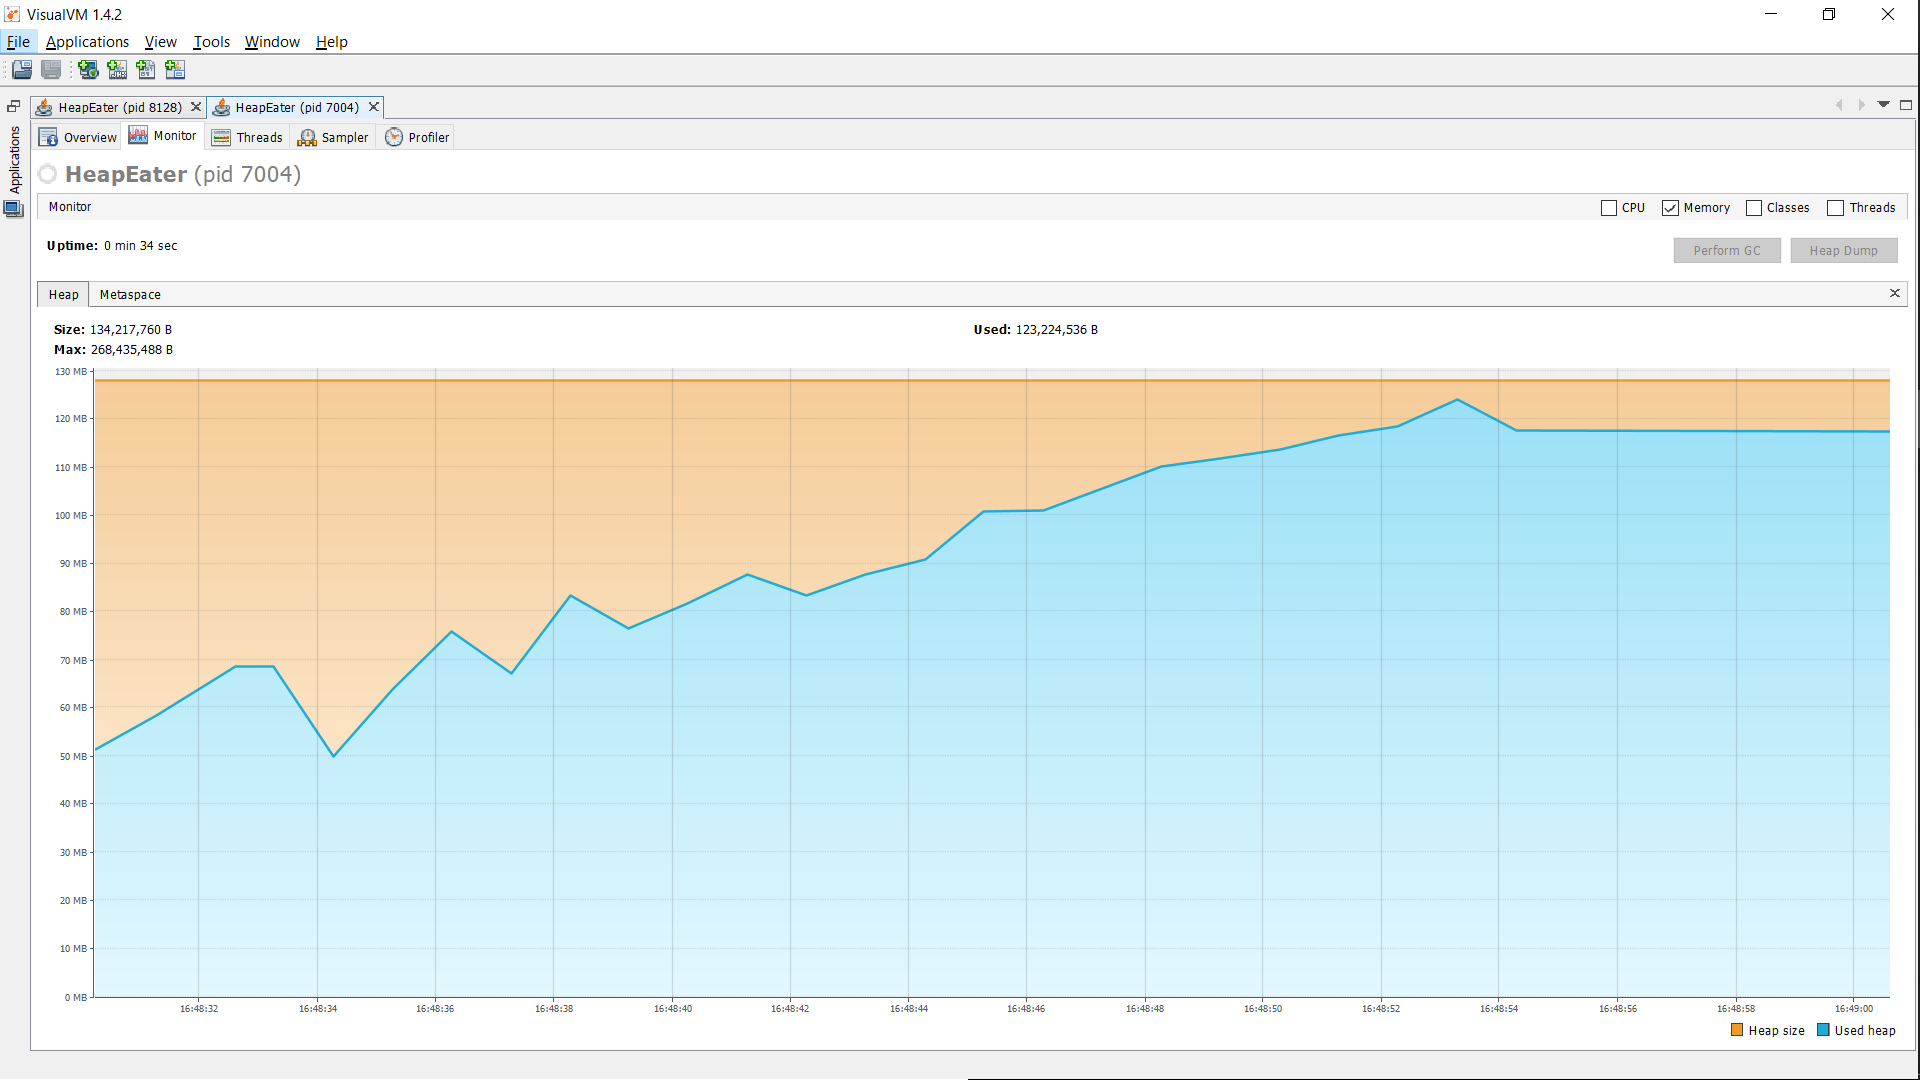 VisualVM 1.4.2
File Applications View Tools Window Help
HeapEater (pid 8128) HeapEater (pid 7004)
Applications
Overview Monitor Threads Sampler Profiler
HeapEater (pid 7004)
Monitor CPU Memory Classes Threads
Uptime: 0 min 34 sec
Perform GC Heap Dump
Heap Metaspace
Size: 134,217,760 B Used: 123,224,536 B
Max: 268,435,488 B
130 MB
120 MB
110 MB
100 MB
90 MB
80 MB
70 MB
60 MB
50 MB
40 MB
30 MB
20 MB
10 MB
0 MB
16:48:32 16:48:34 16:48:36 16:48:38 16:48:40 16:48:42 16:48:44 16:48:46 16:48:48 16:48:50 16:48:52 16:48:54 16:48:56 16:48:58 16:49:00
Heap size Used heap